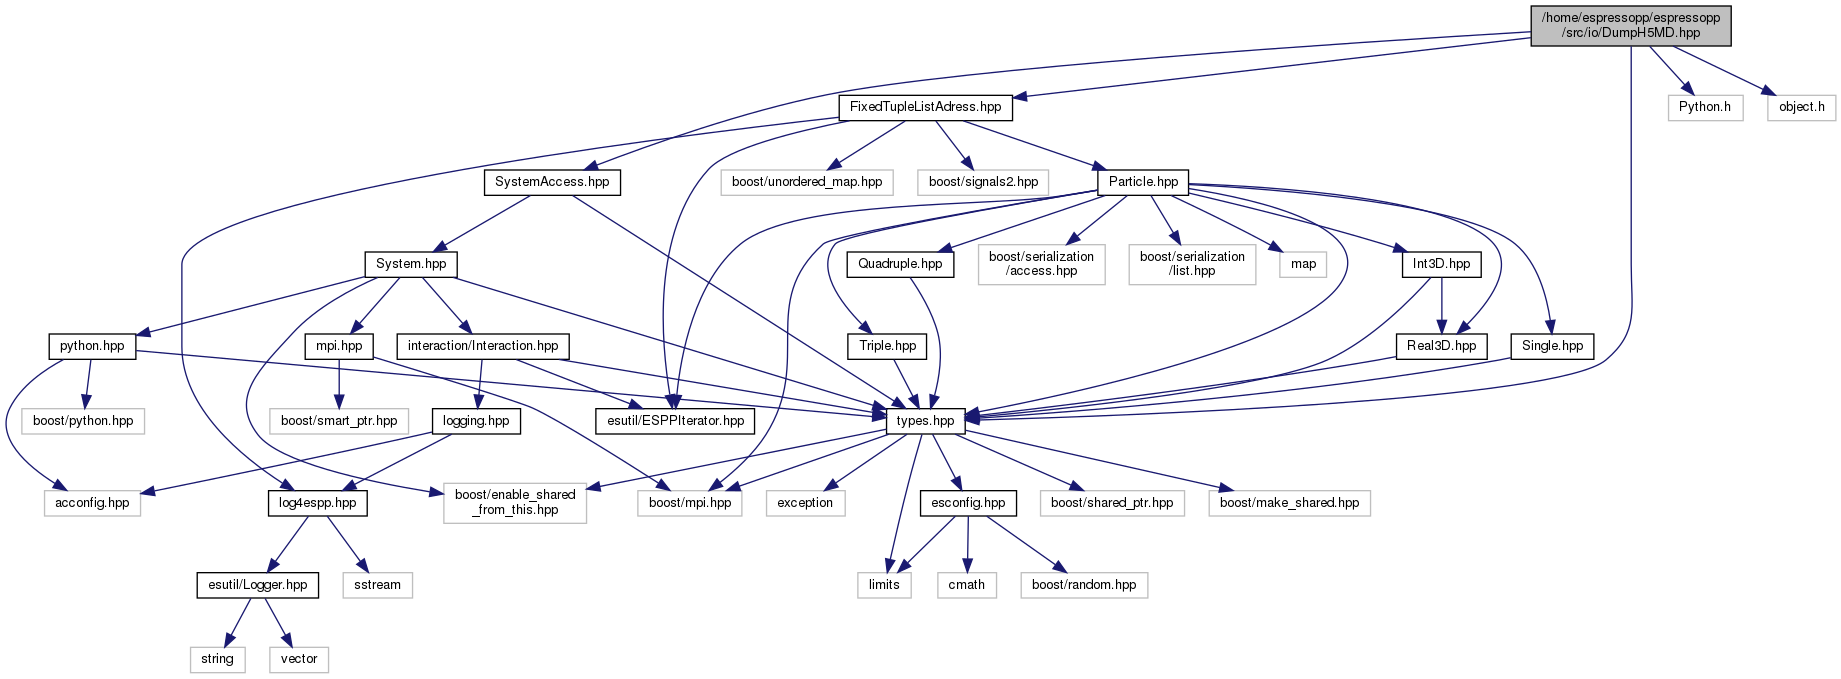 /home/espressopp/espressopp
/src/io/DumpH5MD.hpp
FixedTupleListAdress.hpp
Python.h
object.h
SystemAccess.hpp
boost/unordered_map.hpp
boost/signals2.hpp
Particle.hpp
System.hpp
Quadruple.hpp
boost/serialization
/access.hpp
boost/serialization
/list.hpp
map
Int3D.hpp
python.hpp
mpi.hpp
interaction/Interaction.hpp
Triple.hpp
Real3D.hpp
Single.hpp
boost/python.hpp
boost/smart_ptr.hpp
logging.hpp
esutil/ESPPIterator.hpp
types.hpp
acconfig.hpp
log4espp.hpp
boost/enable_shared
_from_this.hpp
boost/mpi.hpp
exception
esconfig.hpp
boost/shared_ptr.hpp
boost/make_shared.hpp
esutil/Logger.hpp
sstream
limits
cmath
boost/random.hpp
string
vector